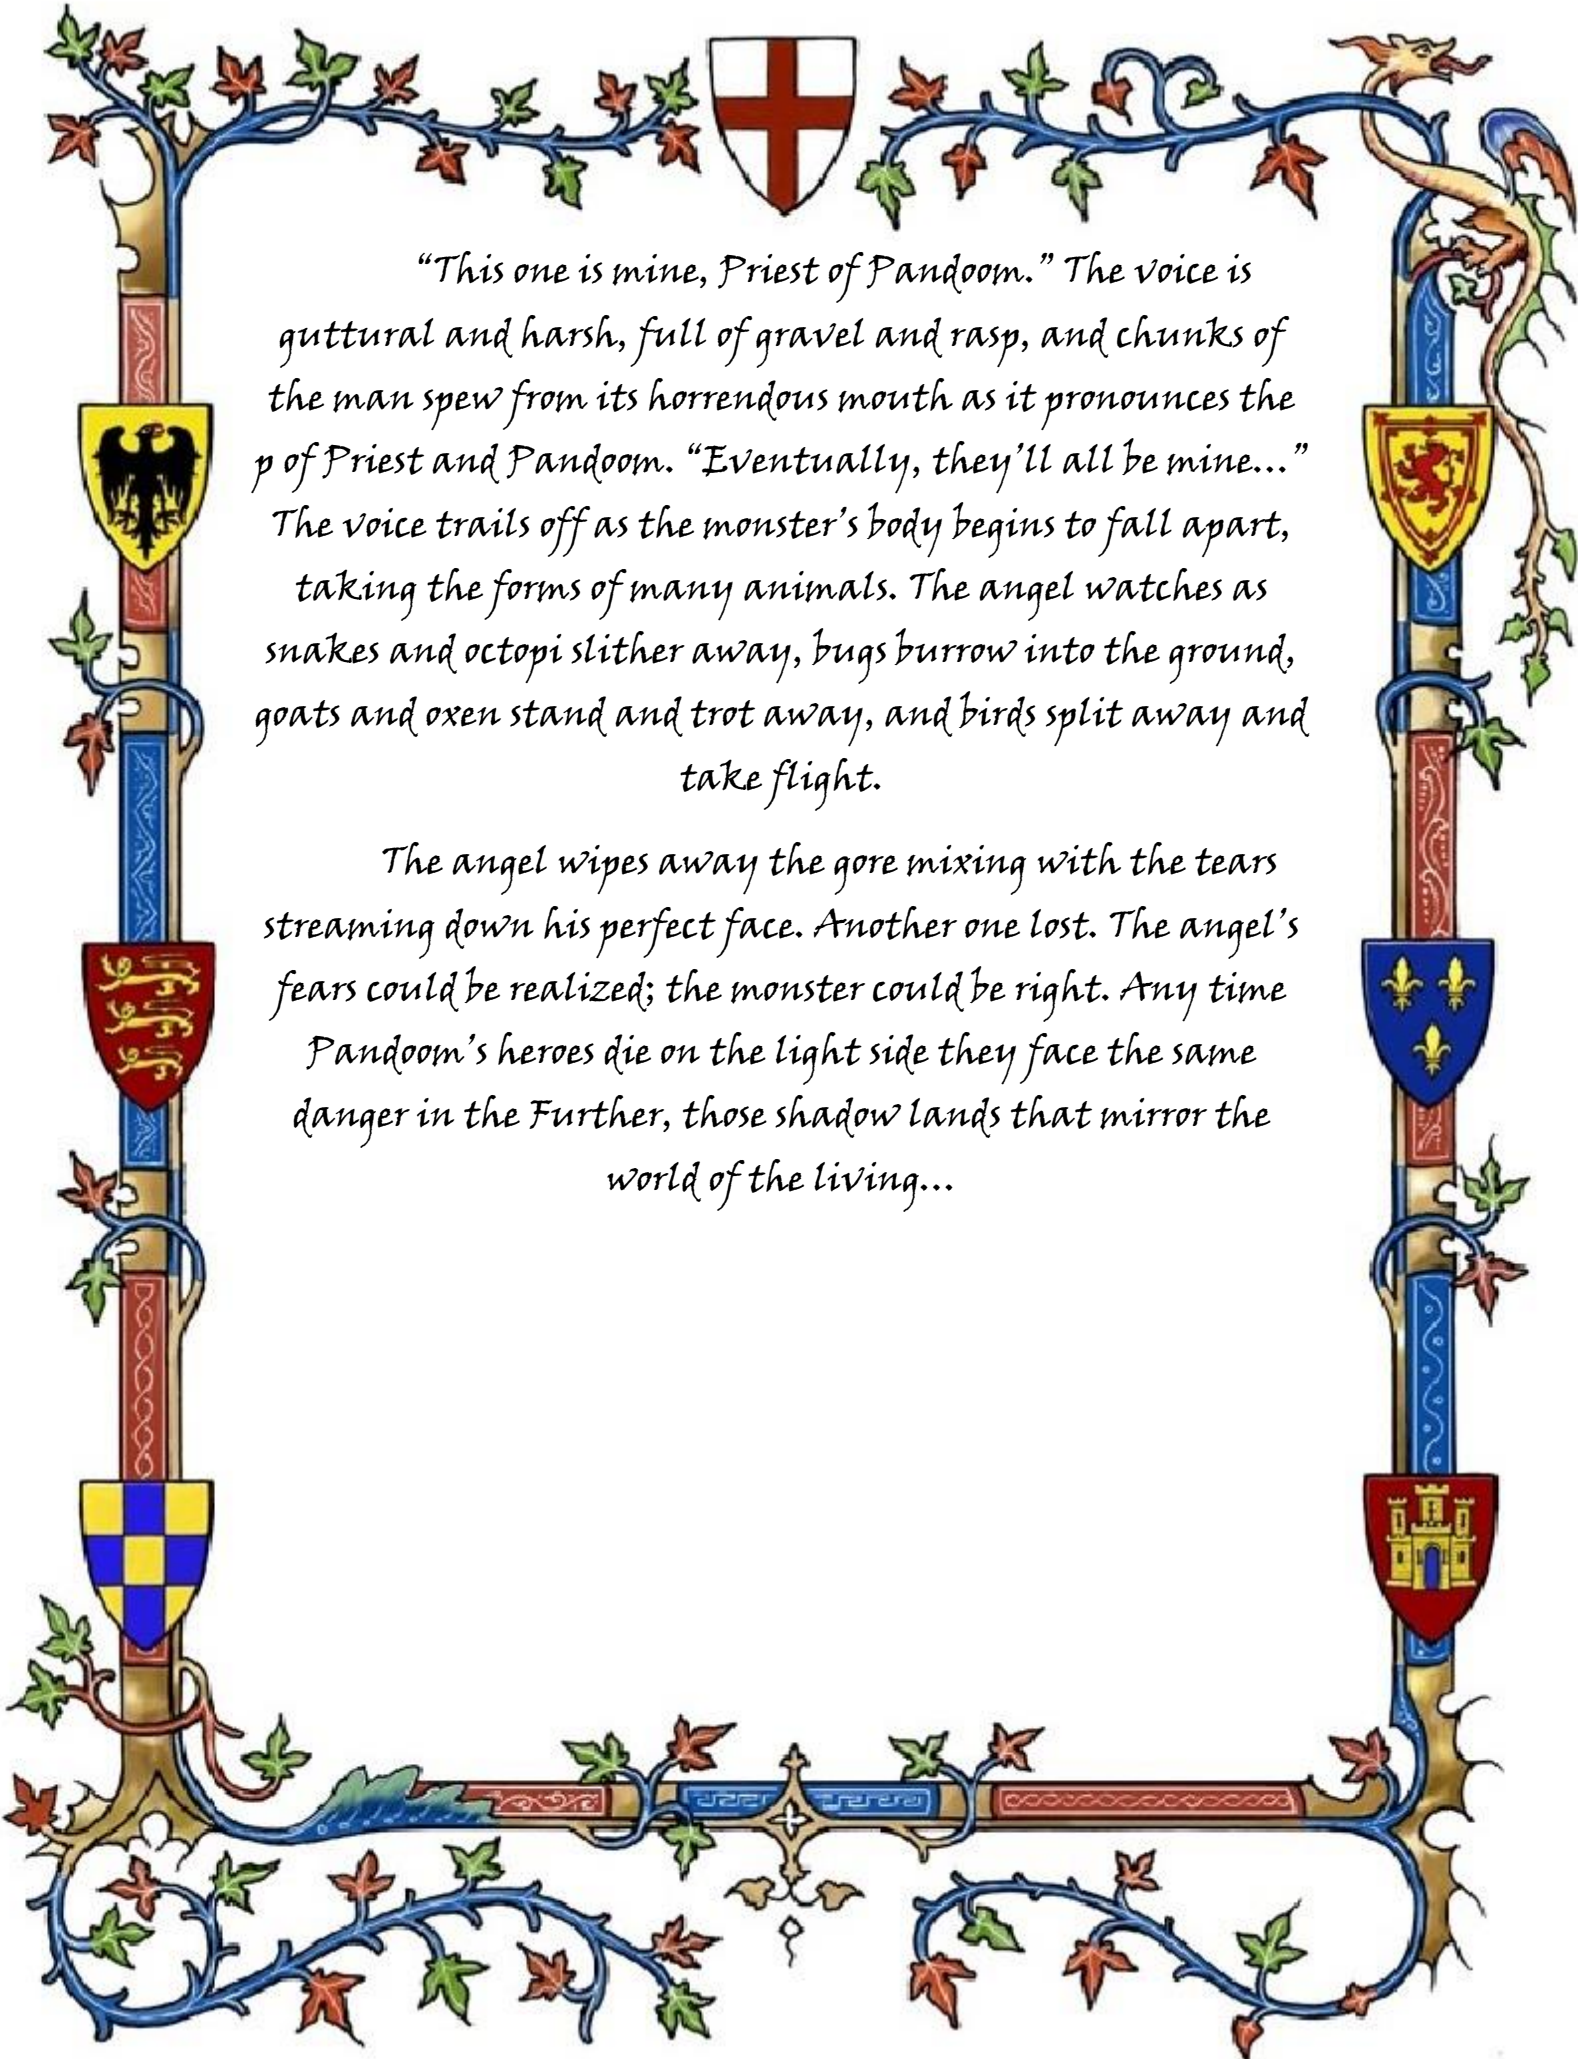 “This one is mine, Priest of Pandoom.” The voice is
guttural and harsh, full of gravel and rasp, and chunks of
the man spew from its horrendous mouth as it pronounces the
p of Priest and Pandoom. “Eventually, they’ll all be mine…”
The voice trails off as the monster’s body begins to fall apart,
taking the forms of many animals. The angel watches as
snakes and octopi slither away, bugs burrow into the ground,
goats and oxen stand and trot away, and birds split away and
take flight.
The angel wipes away the gore mixing with the tears
streaming down his perfect face. Another one lost. The angel’s
fears could be realized; the monster could be right. Any time
Pandoom’s heroes die on the light side they face the same
danger in the Further, those shadow lands that mirror the
world of the living…